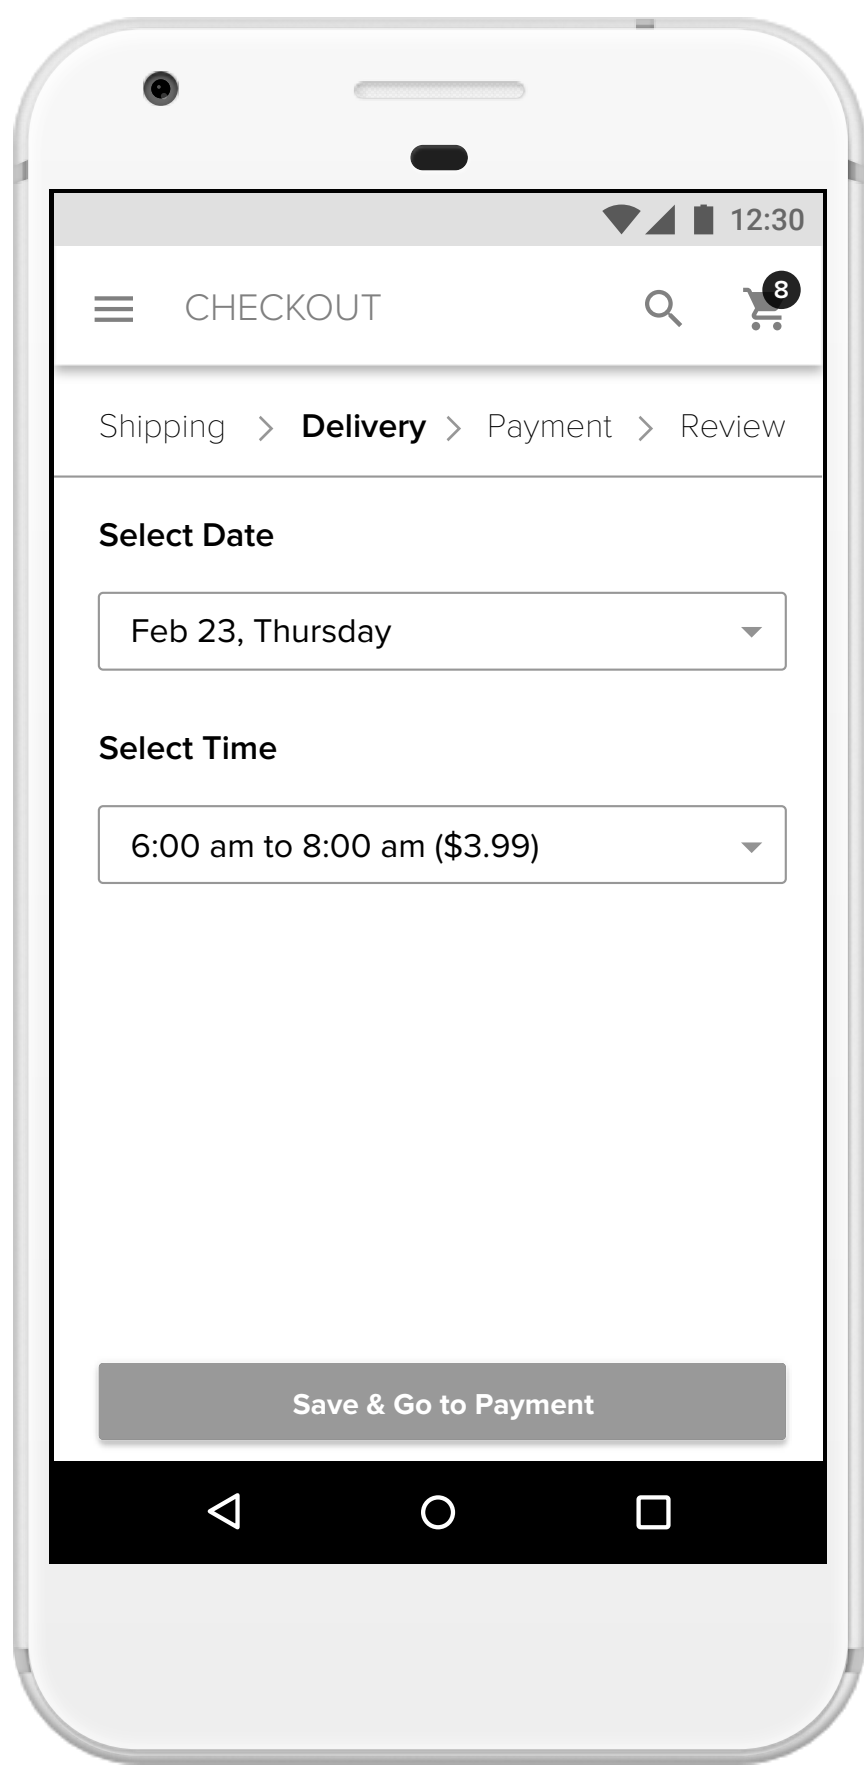 12:30
CHECKOUT
8
Shipping > Delivery > Payment > Review
Select Date
Feb 23, Thursday
Select Time
6:00 am to 8:00 am ($3.99)
Save & Go to Payment